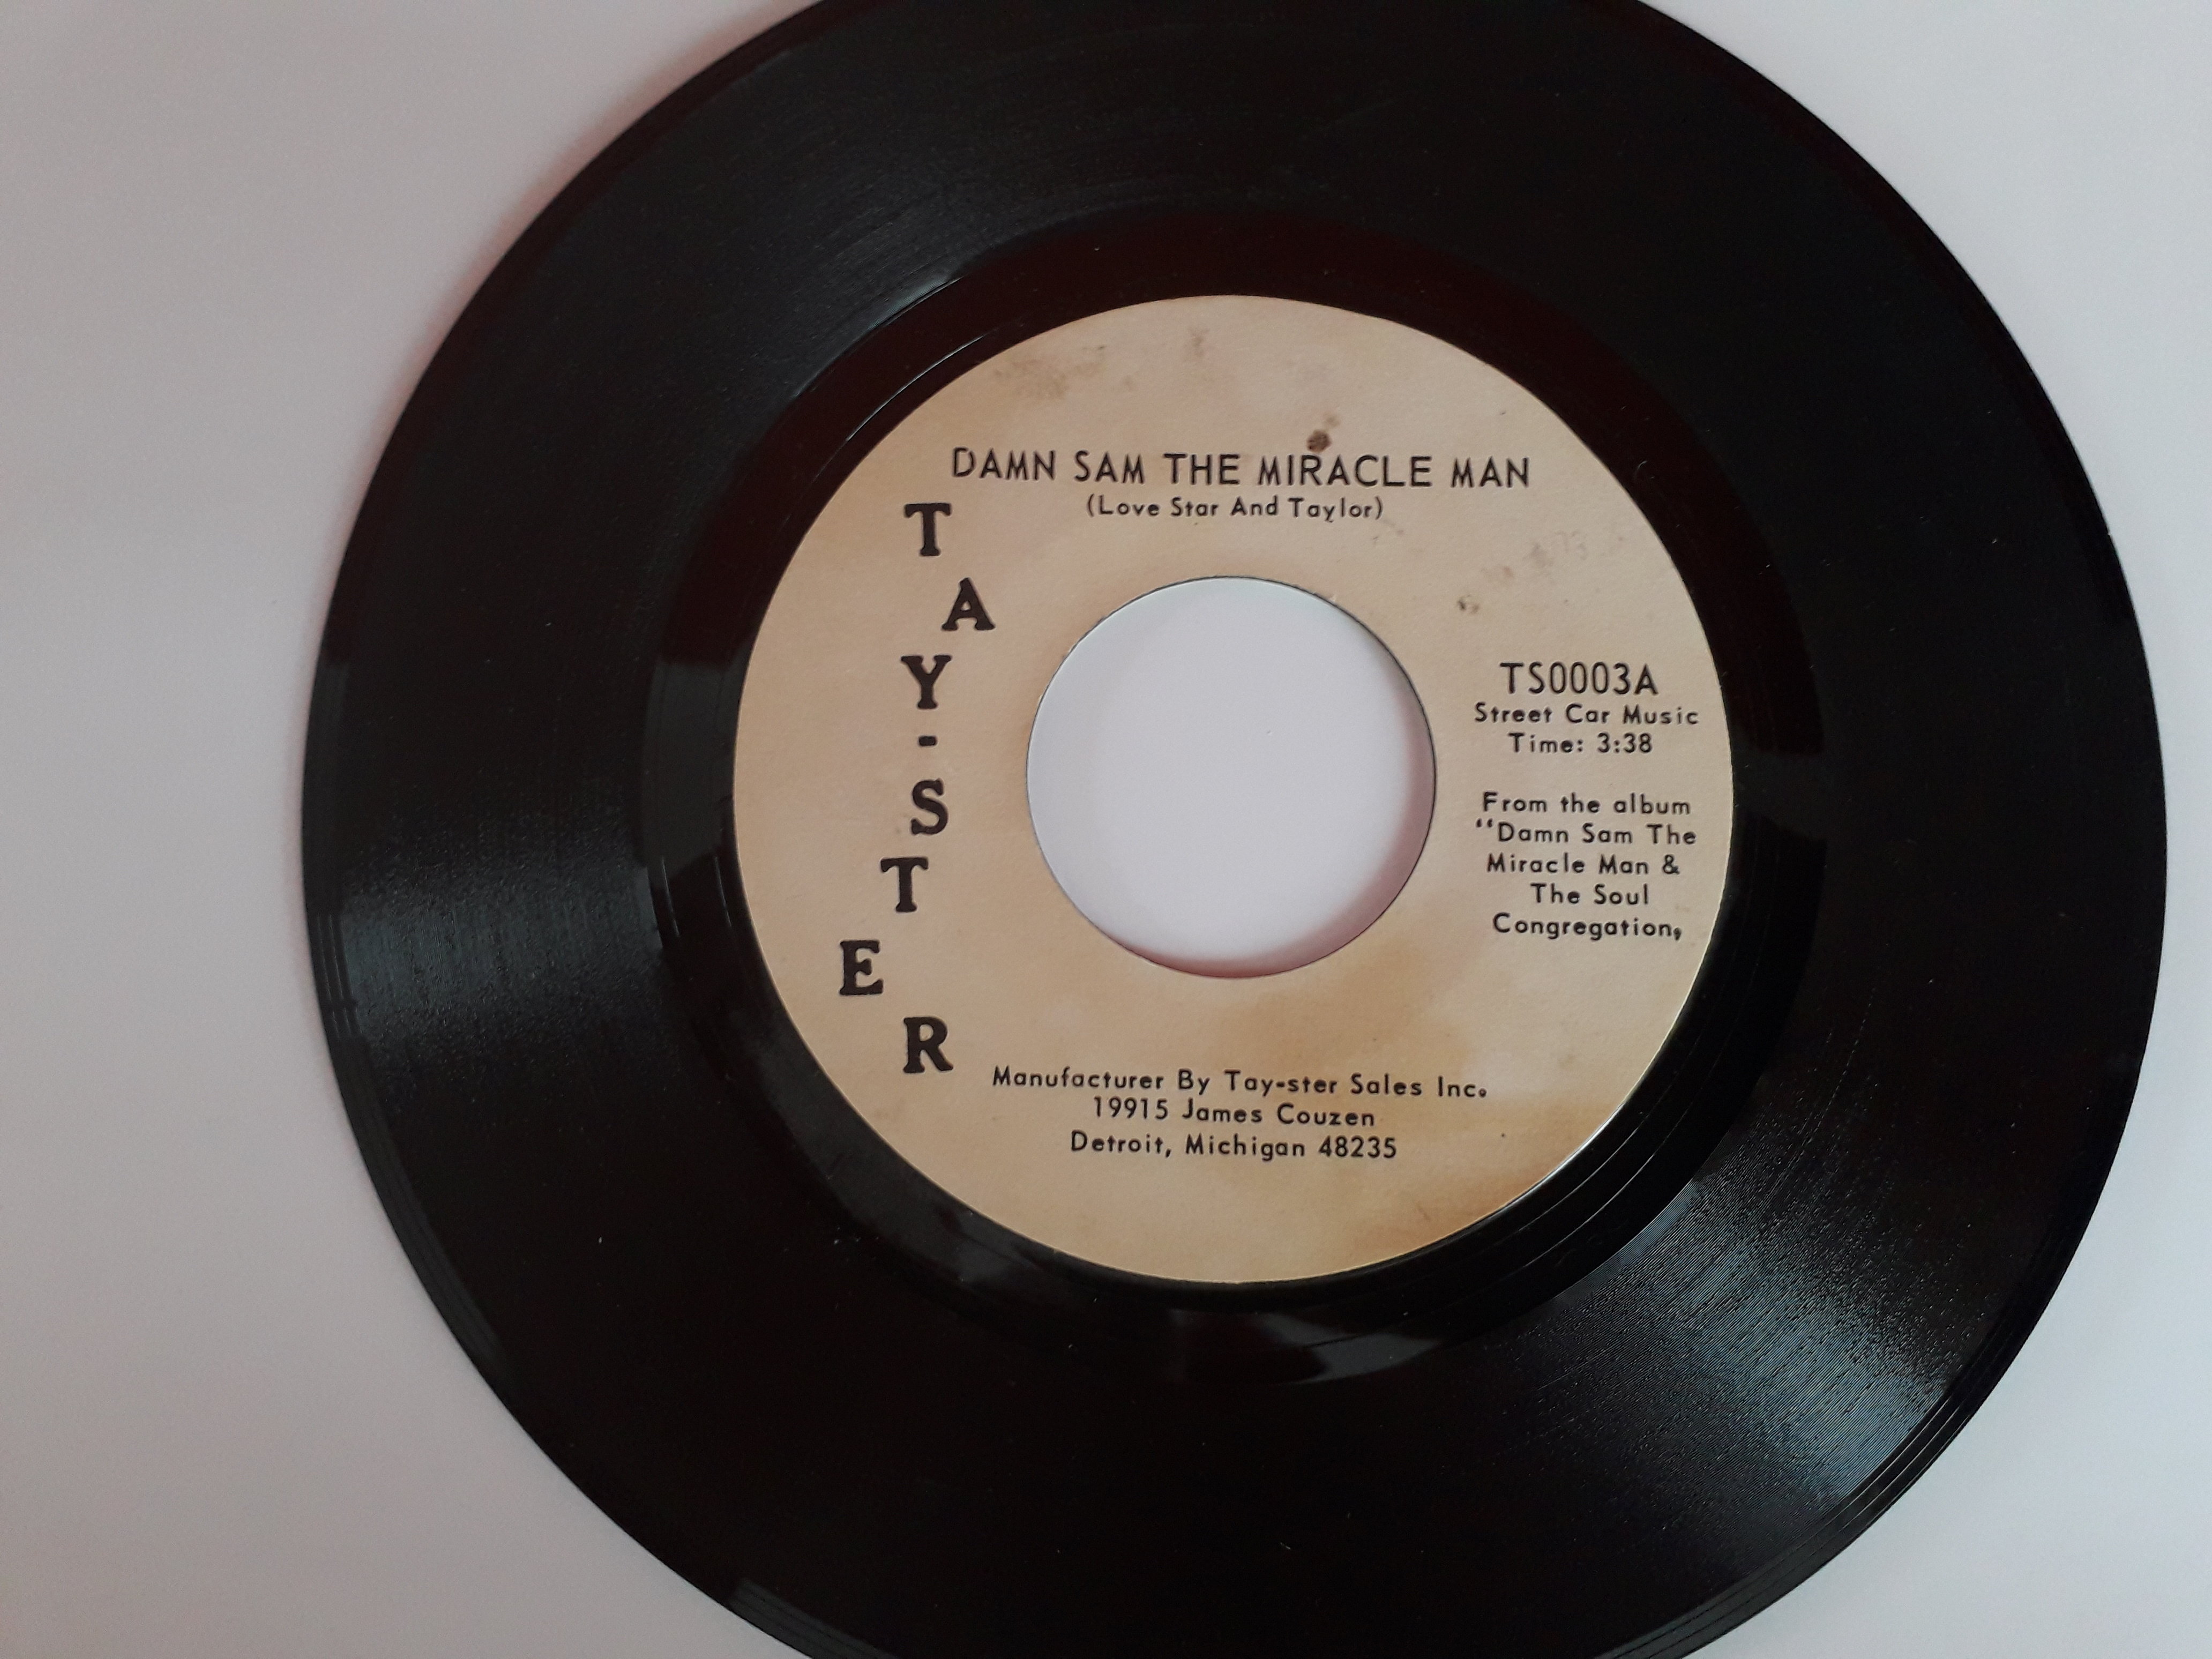 DAMN SAM THE MIRACLE MAN
(Love Star And Taylor)
TAY-STER
TS0003A
Street Car Music
Time: 3:38
From the album
“Damn Sam The
Miracle Man &
The Soul
Congregation,
Manufacturer By Tay-ster Sales Inc.
19915 James Couzen
Detroit, Michigan 48235